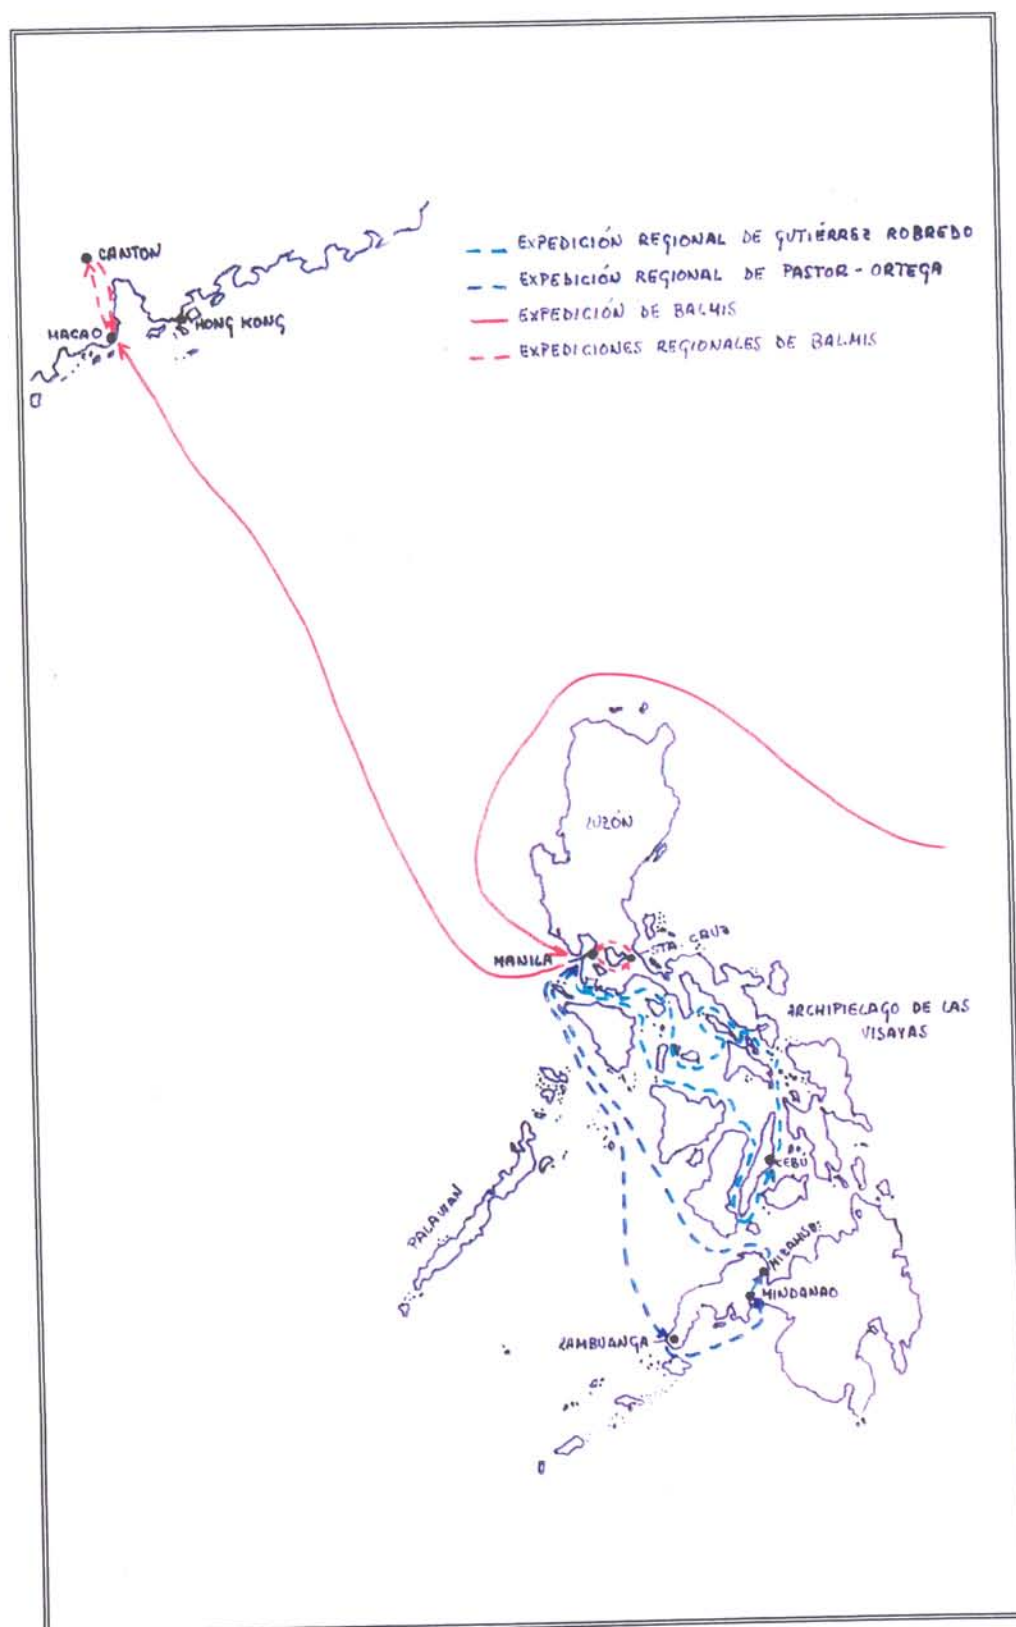 EXPEDICIÓN REGIONAL DE GUTIÉRREZ ROBREDO
EXPEDICIÓN REGIONAL DE PASTOR-ORTEGA
EXPEDICIÓN DE BALMIS
EXPEDICIONES REGIONALES DE BALMIS
CANTON
MACAO
HONG KONG
LUZÓN
MANILA
STA. CRUZ
ARCHIPIELAGO DE LAS
VISAYAS
CEBU
PALAWAN
MINDANAO
ZAMBUANGA